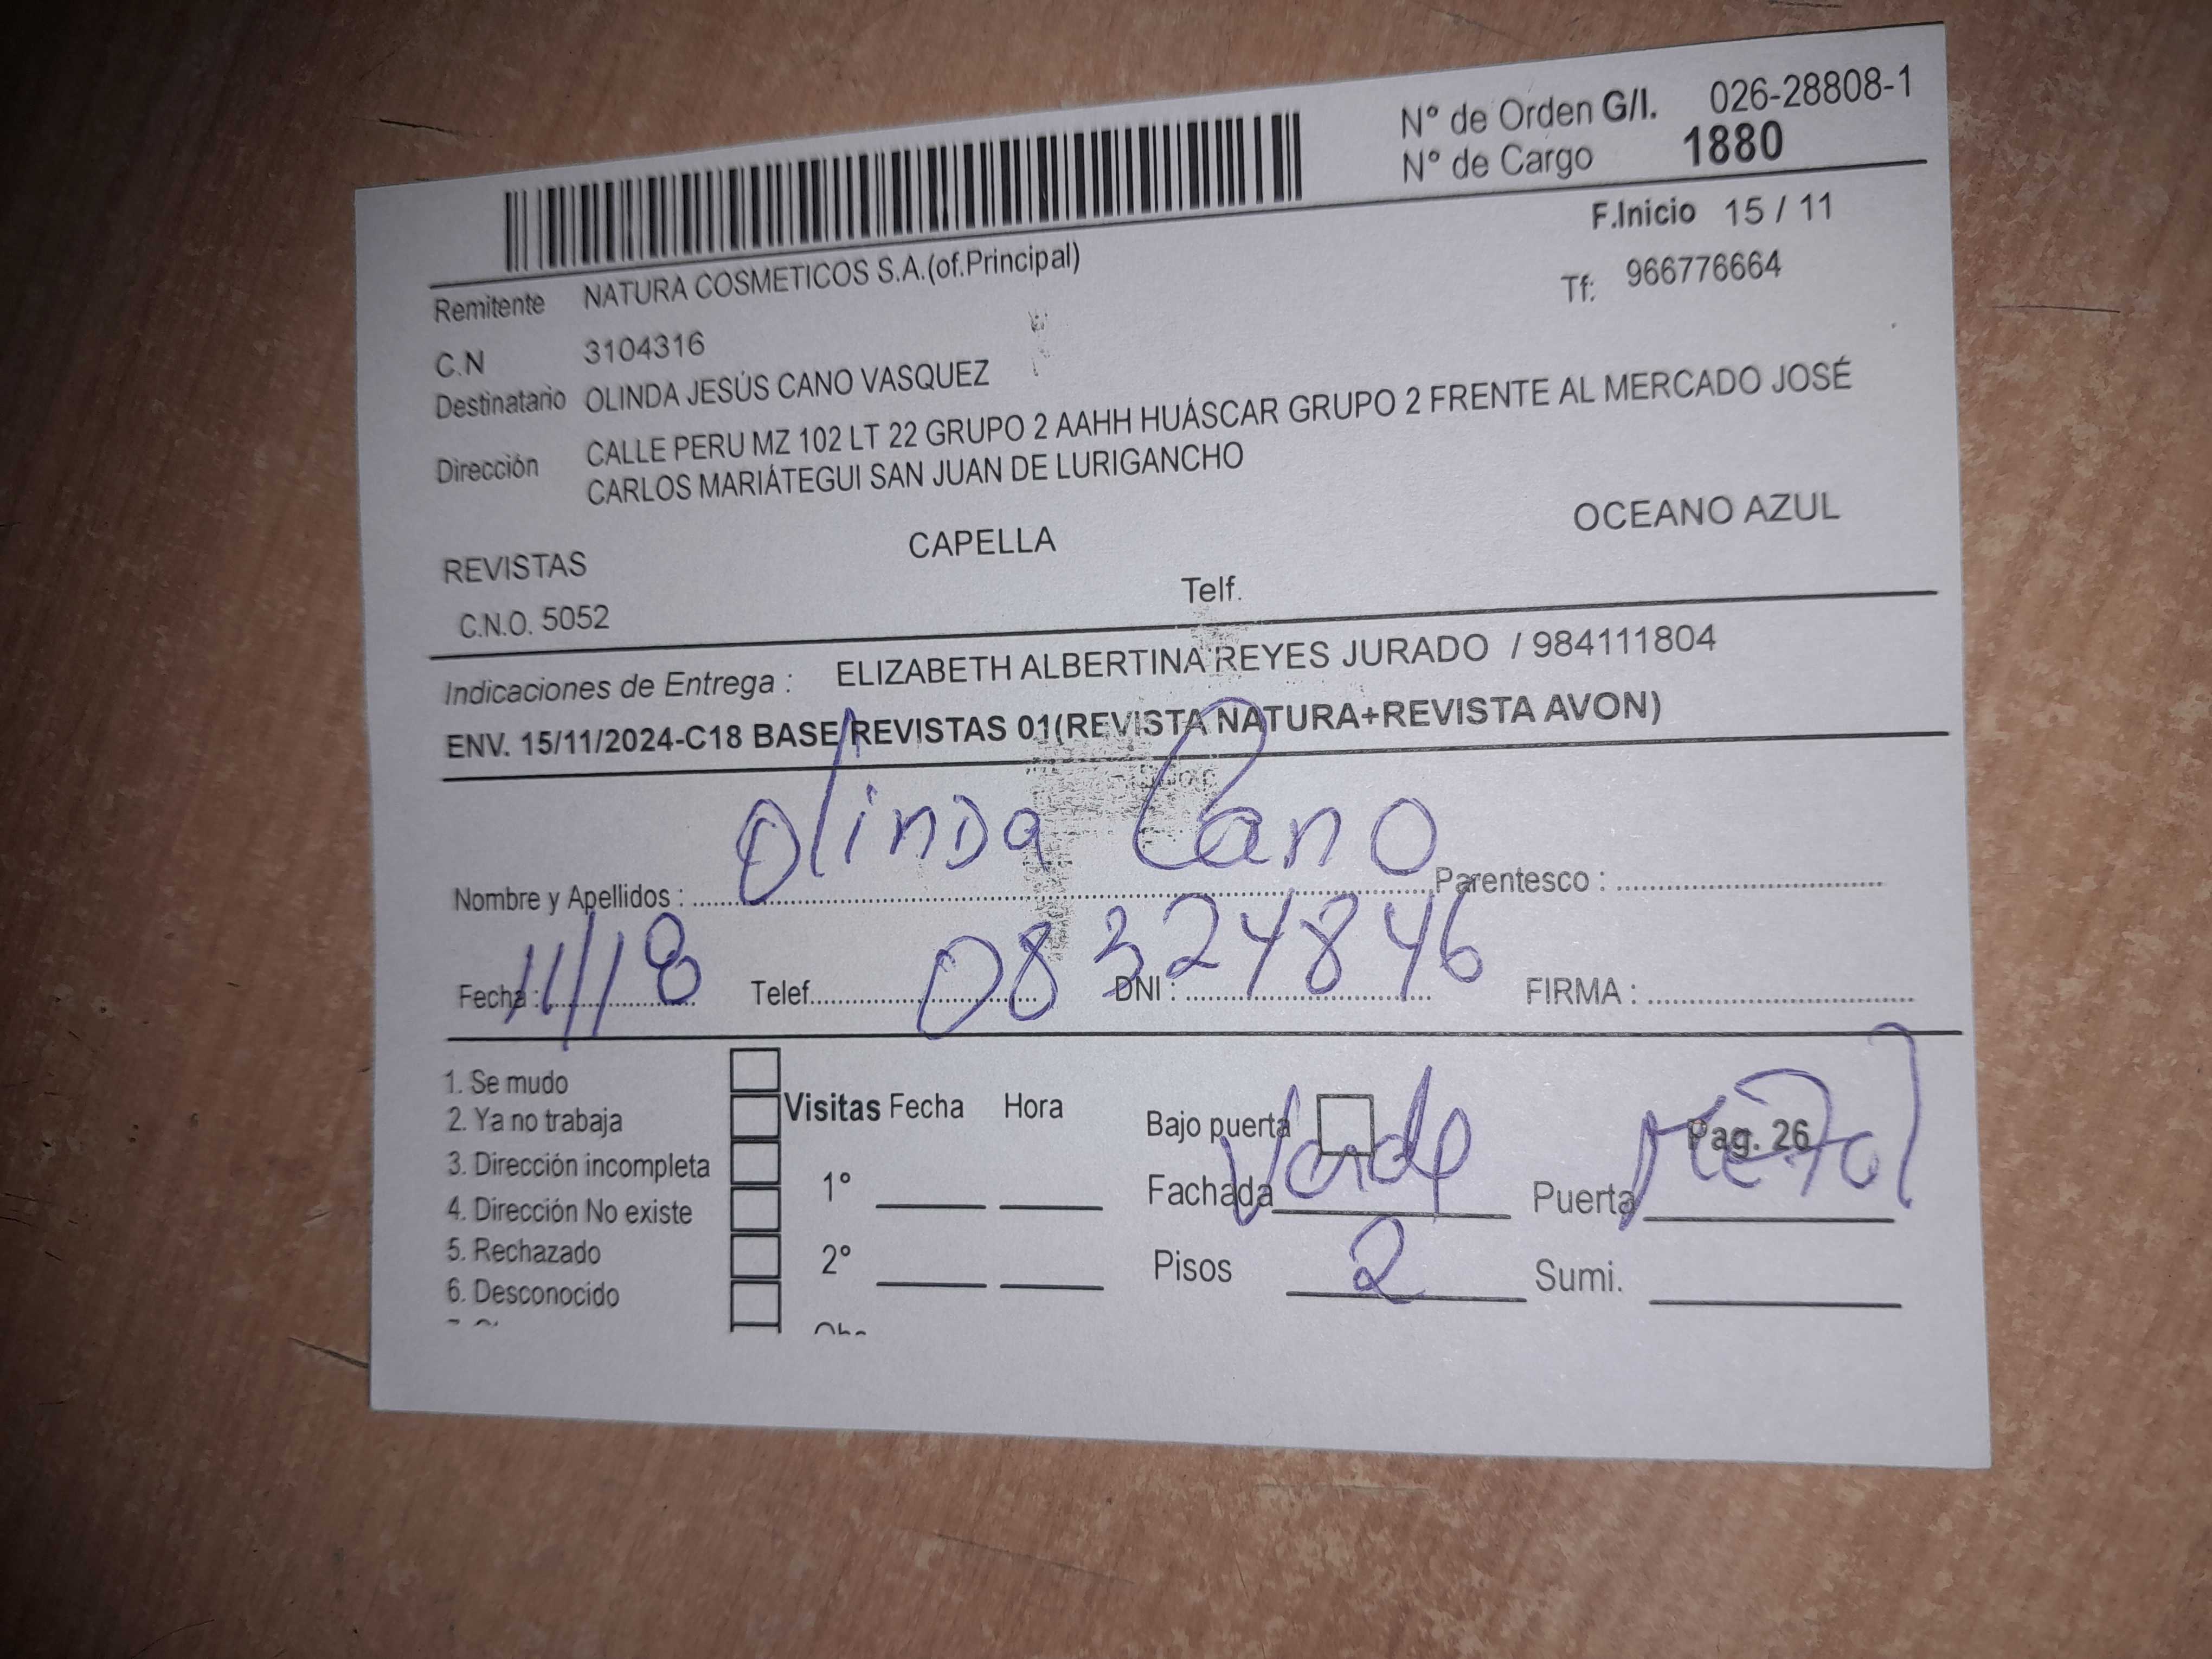 N° de Orden G/I. 026-28808-1
N° de Cargo 1880
F.Inicio 15 / 11
Remitente NATURA COSMETICOS S.A.(of.Principal)
Tf: 966776664
C.N 3104316
Destinatario OLINDA JESÚS CANO VASQUEZ
Dirección CALLE PERU MZ 102 LT 22 GRUPO 2 AAHH HUÁSCAR GRUPO 2 FRENTE AL MERCADO JOSÉ
CARLOS MARIÁTEGUI SAN JUAN DE LURIGANCHO
REVISTAS CAPELLA OCEANO AZUL
C.N.O. 5052 Telf.
Indicaciones de Entrega : ELIZABETH ALBERTINA REYES JURADO / 984111804
ENV. 15/11/2024-C18 BASE REVISTAS 01(REVISTA NATURA+REVISTA AVON)
Nombre y Apellidos : Olinda Cano Parentesco :
Fecha : 11/18 Telef. DNI : 08324846 FIRMA :
1. Se mudo
2. Ya no trabaja
3. Dirección incompleta
4. Dirección No existe
5. Rechazado
6. Desconocido
Visitas Fecha Hora
1°
2°
Bajo puerta Pag. 26
Fachada Verde Puerta Metal
Pisos 2 Sumi.